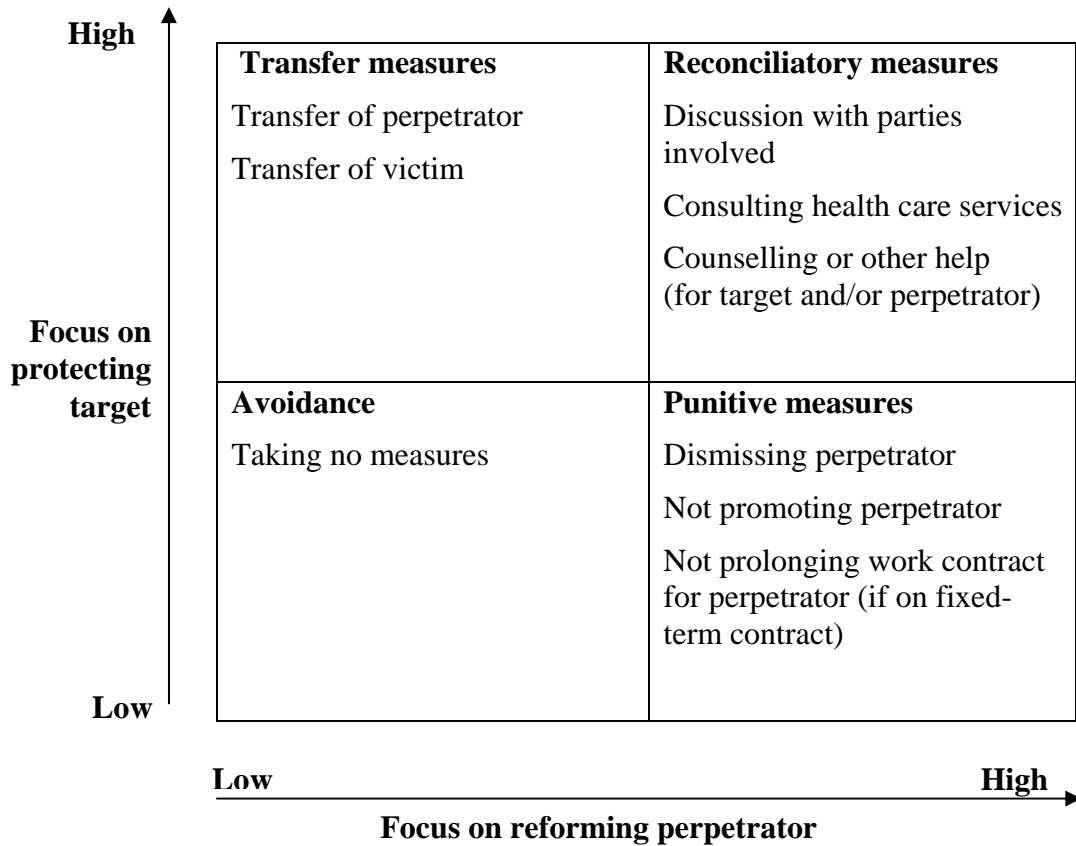 High
Transfer measures
Transfer of perpetrator
Transfer of victim
Reconciliatory measures
Discussion with parties
involved
Consulting health care services
Counselling or other help
(for target and/or perpetrator)
Focus on
protecting
target
Avoidance
Taking no measures
Punitive measures
Dismissing perpetrator
Not promoting perpetrator
Not prolonging work contract
for perpetrator (if on fixed-
term contract)
Low
Low
High
Focus on reforming perpetrator